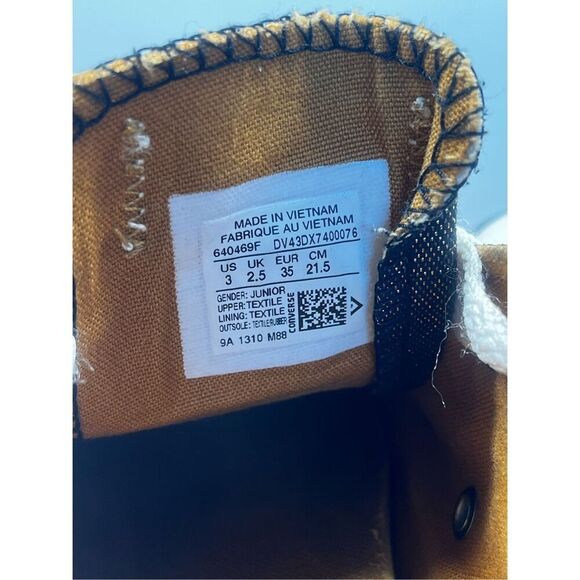 MADE IN VIETNAM
FABRIQUE AU VIETNAM
640469F DV43DX7400076
US UK EUR CM
3 2.5 35 21.5
GENDER: JUNIOR
UPPER: TEXTILE
LINING: TEXTILE
OUTSOLE: TEXTILE/RUBBER
CONVERSE
9A 1310 M88